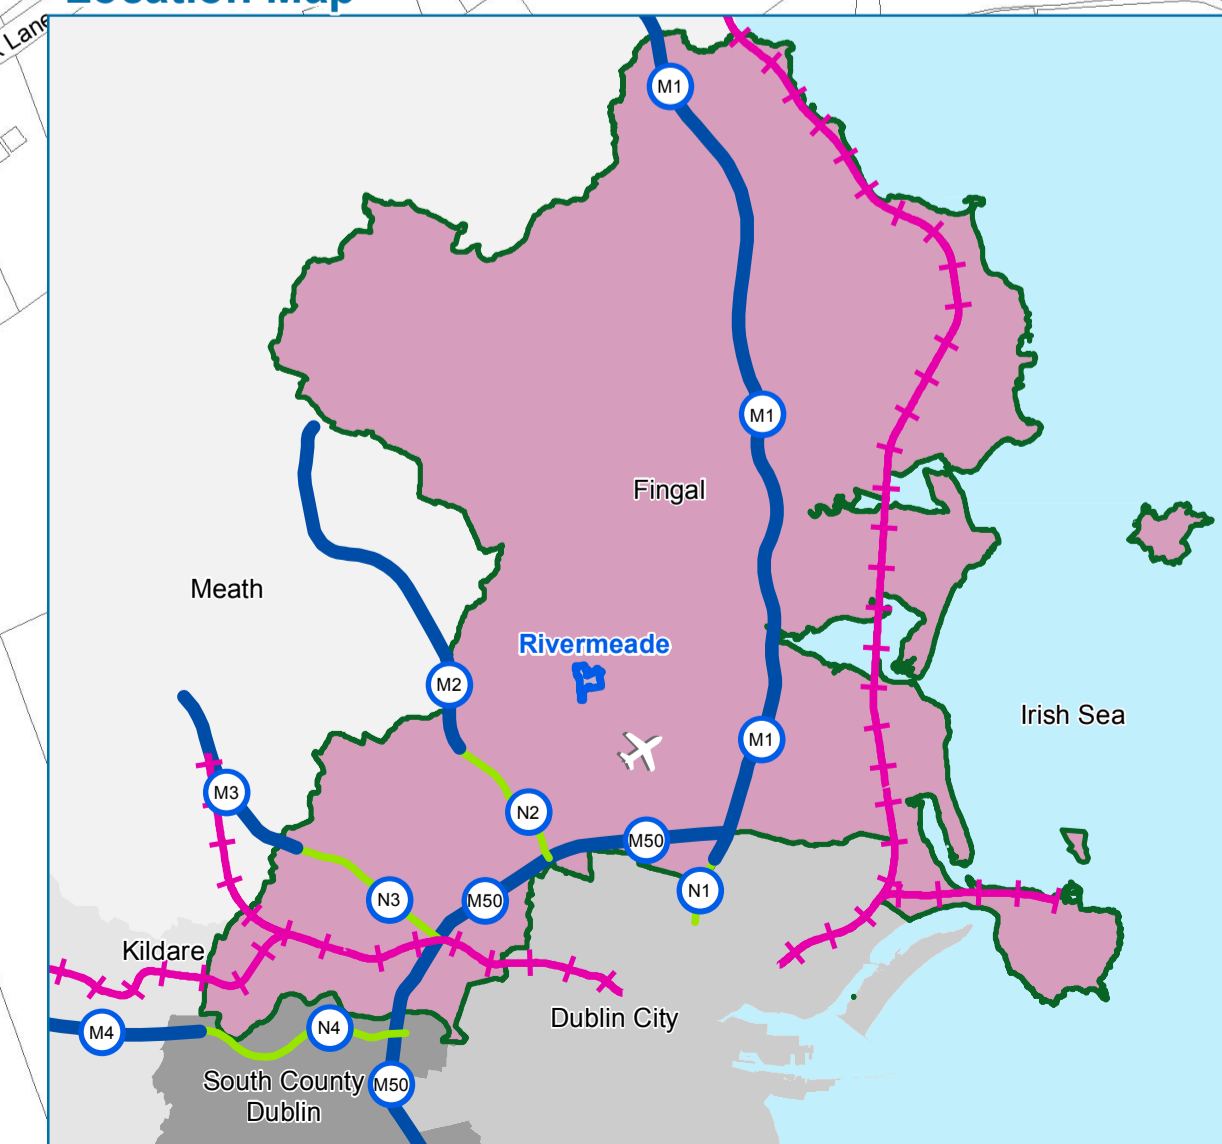 Location Map
Lane
M1
M1
Fingal
Meath
Rivermeade
M2
Irish Sea
M1
M3
N2
M50
N1
N3
M50
Kildare
Dublin City
N4
M4
South County
Dublin
M50